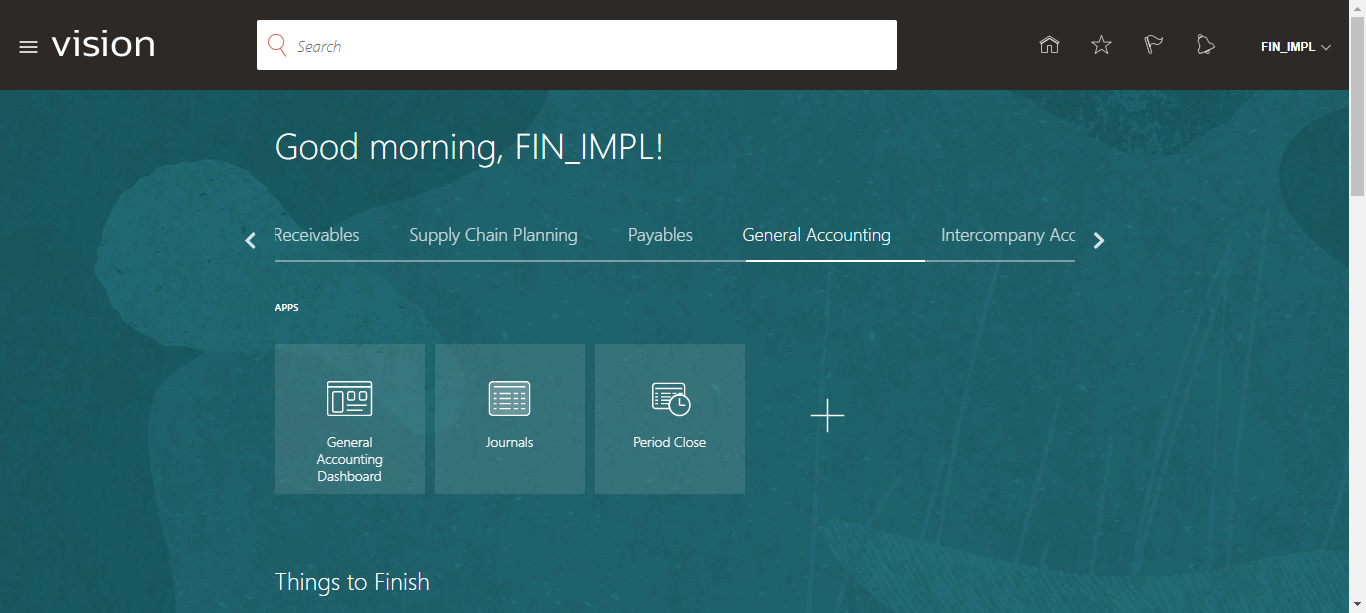 vision
Search
FIN_IMPL
Good morning, FIN_IMPL!
Receivables
Supply Chain Planning
Payables
General Accounting
Intercompany Acc
APPS
General
Accounting
Dashboard
Journals
Period Close
Things to Finish